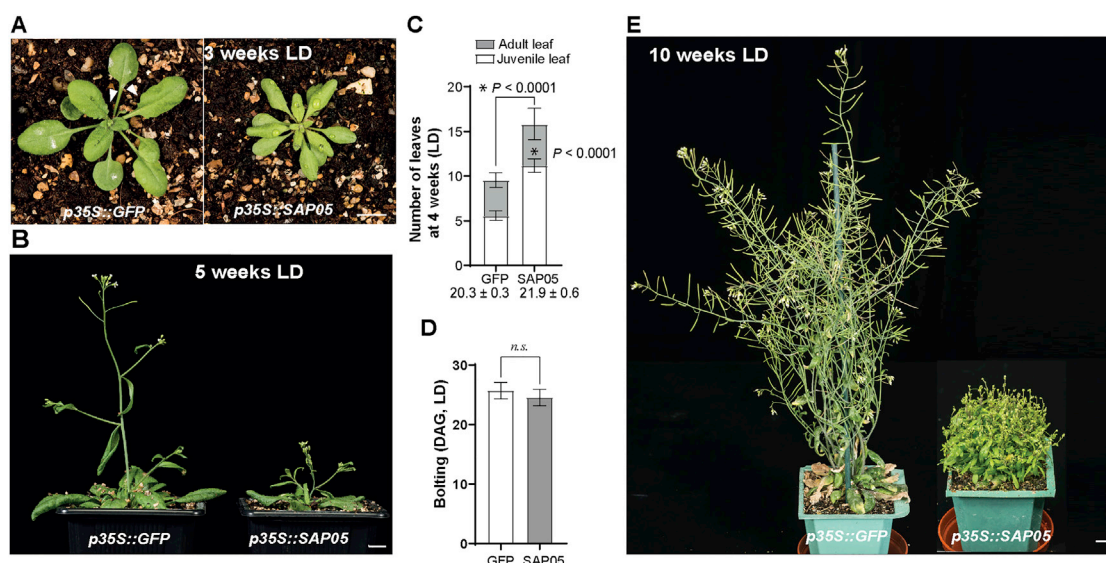 A
3 weeks LD
p35S::GFP
p35S::SAP05
B
5 weeks LD
p35S::GFP
p35S::SAP05
C
Adult leaf
Juvenile leaf
Number of leaves
at 4 weeks (LD)
20
15
10
5
0
* P < 0.0001
* P < 0.0001
GFP SAP05
20.3 ± 0.3 21.9 ± 0.6
D
Bolting (DAG, LD)
30
20
10
0
n.s.
GFP SAP05
E
10 weeks LD
p35S::GFP
p35S::SAP05